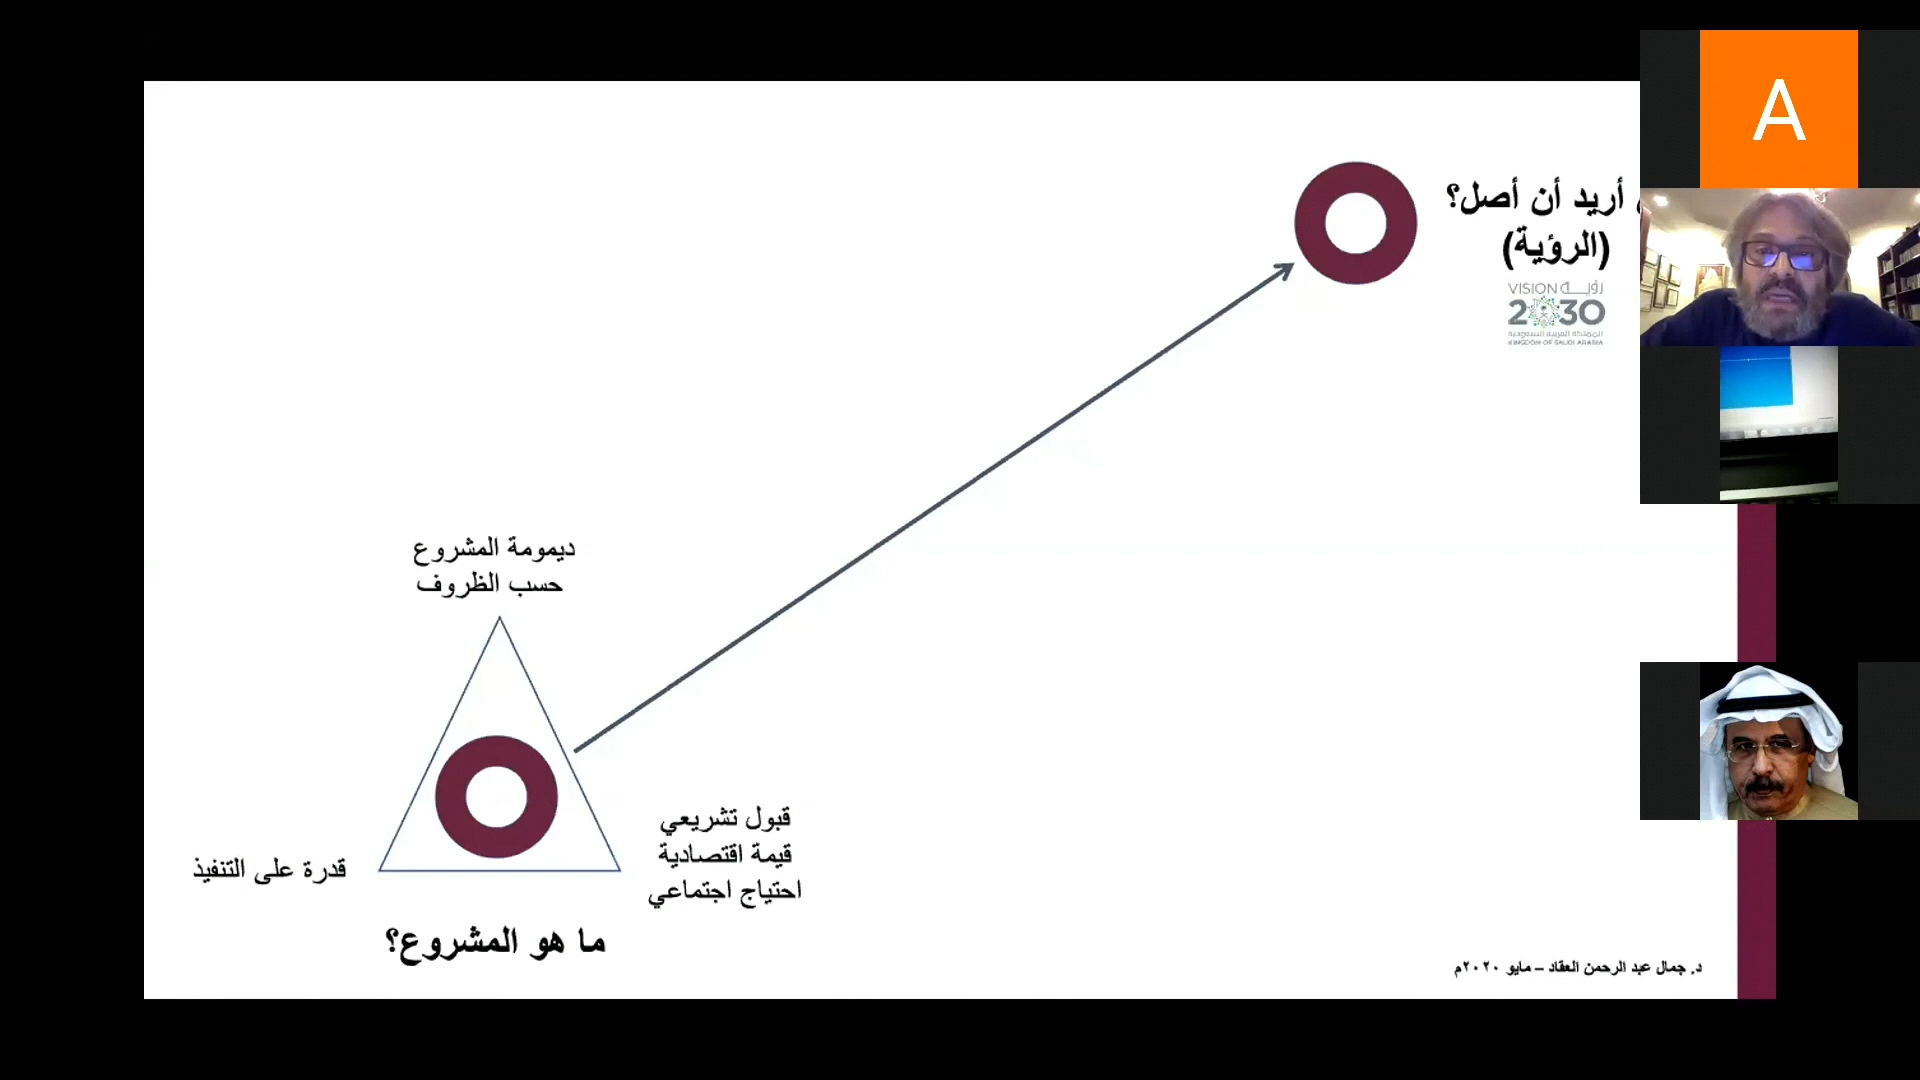 A
أريد أن أصل؟
(الرؤية)
VISION رؤيــة
2030
المملكة العربية السعودية
KINGDOM OF SAUDI ARABIA
ديمومة المشروع
حسب الظروف
قبول تشريعي
قيمة اقتصادية
احتياج اجتماعي
قدرة على التنفيذ
ما هو المشروع؟
د. جمال عبد الرحمن العقاد – مايو ٢٠٢٠م